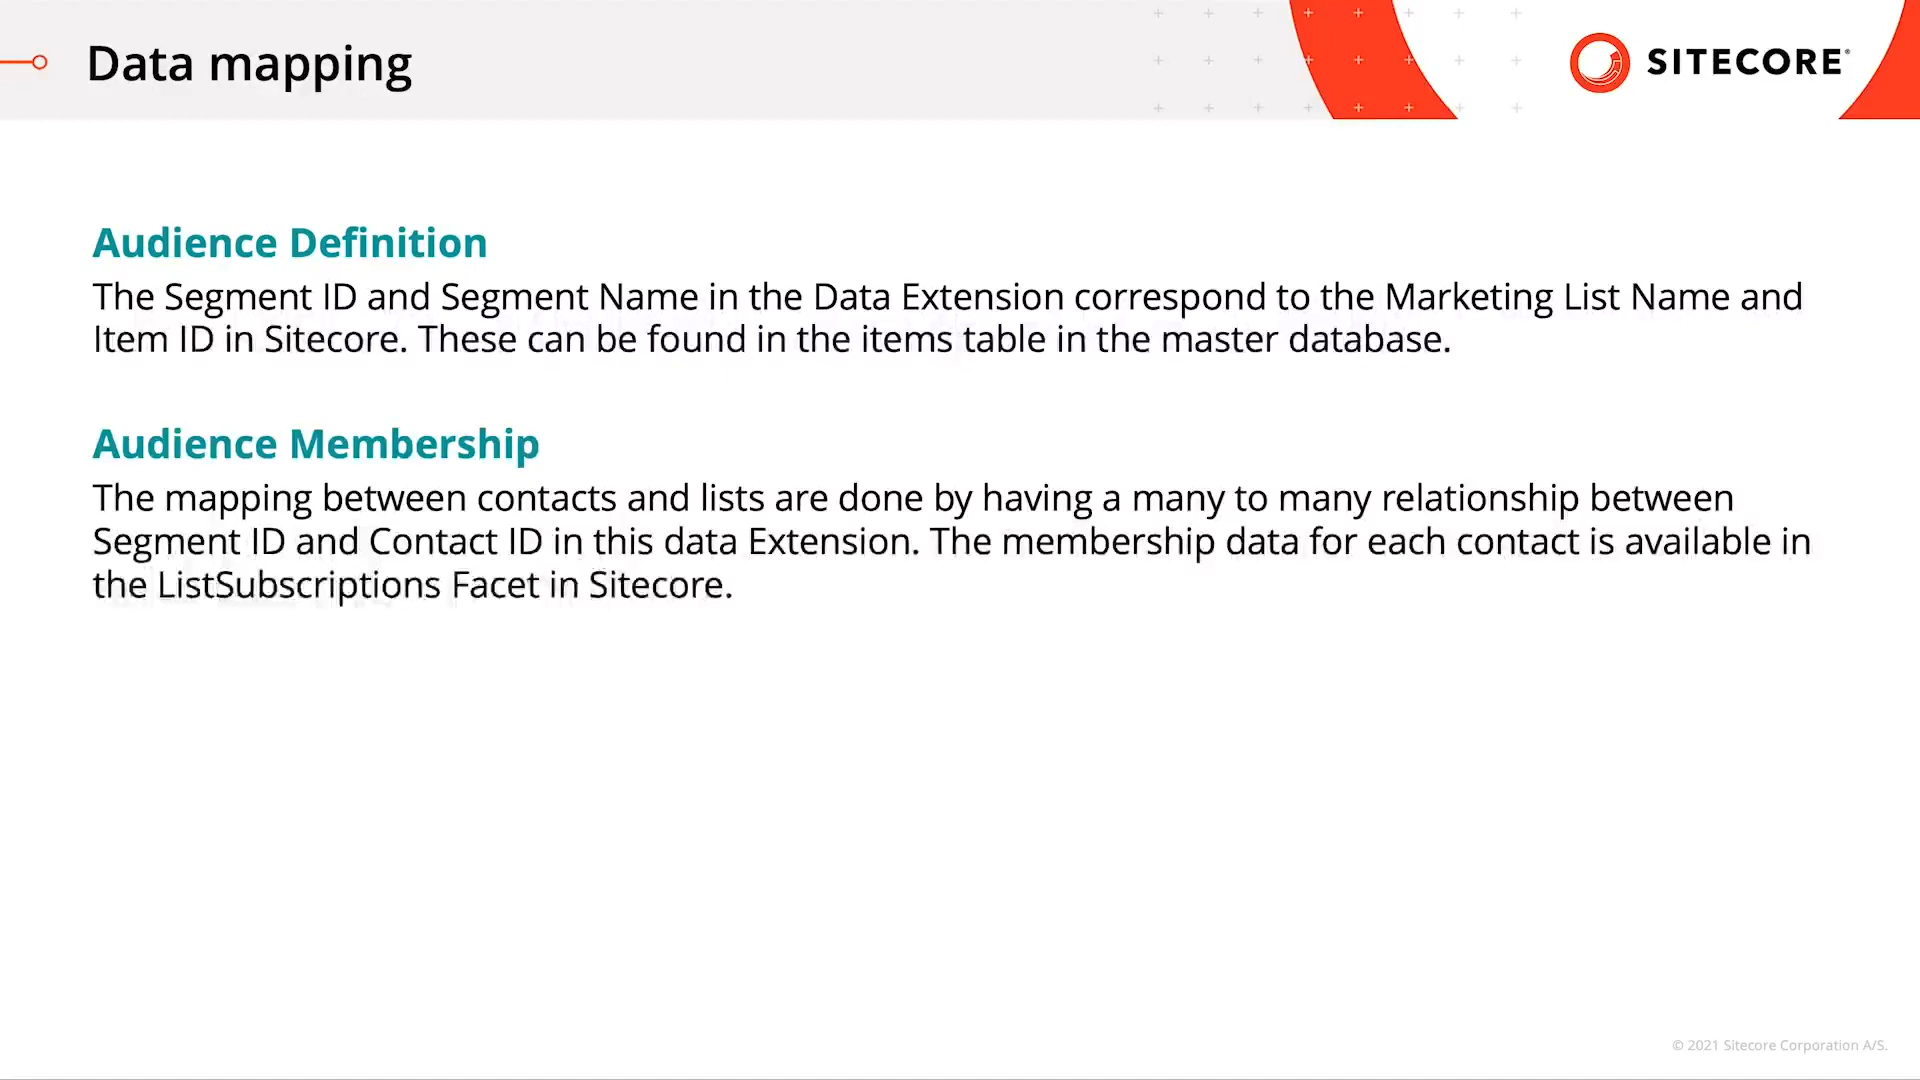 Data mapping
SITECORE
Audience Definition
The Segment ID and Segment Name in the Data Extension correspond to the Marketing List Name and
Item ID in Sitecore. These can be found in the items table in the master database.
Audience Membership
The mapping between contacts and lists are done by having a many to many relationship between
Segment ID and Contact ID in this data Extension. The membership data for each contact is available in
the ListSubscriptions Facet in Sitecore.
© 2021 Sitecore Corporation A/S.